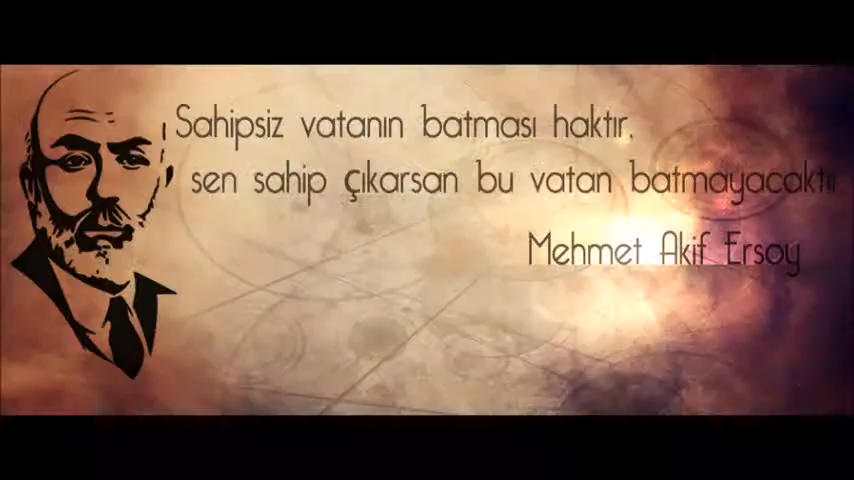 Sahipsiz vatanın batması haktır,
sen sahip çıkarsan bu vatan batmayacaktır
Mehmet Akif Ersoy